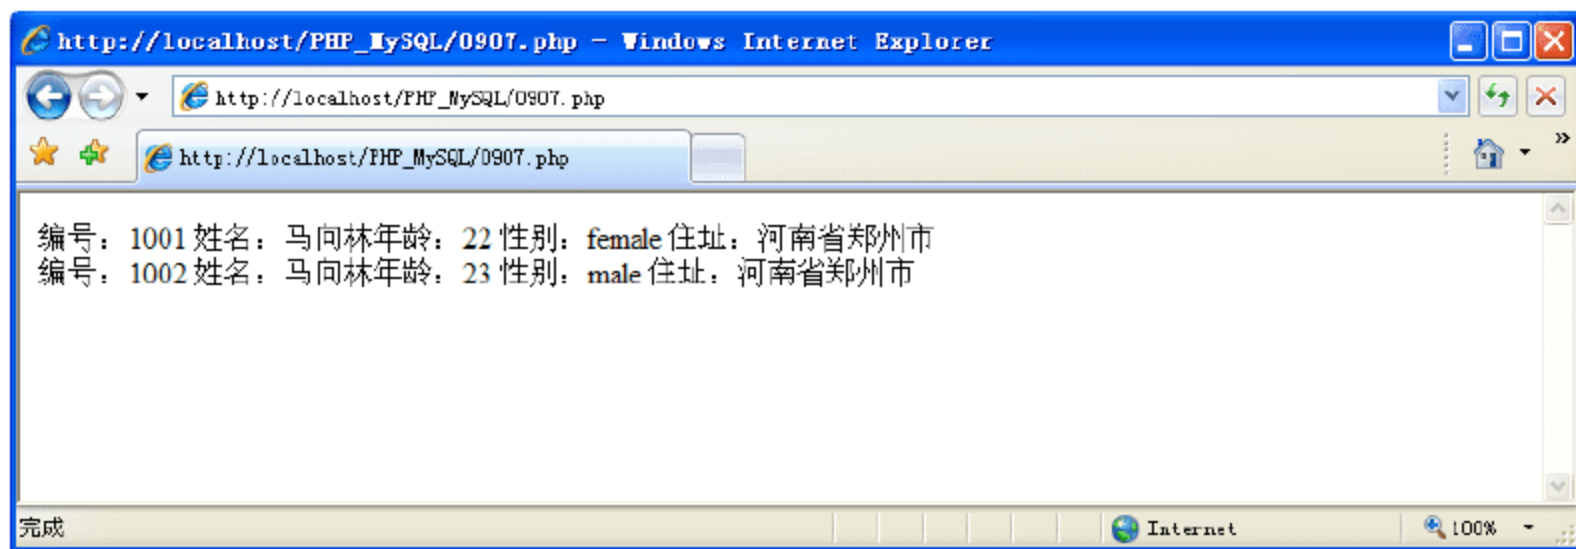 http://localhost/PHP_MySQL/0907.php - Windows Internet Explorer
http://localhost/PHP_MySQL/0907.php
http://localhost/PHP_MySQL/0907.php
编号：1001 姓名：马向林年龄：22 性别：female 住址：河南省郑州市
编号：1002 姓名：马向林年龄：23 性别：male 住址：河南省郑州市
完成 Internet 100%